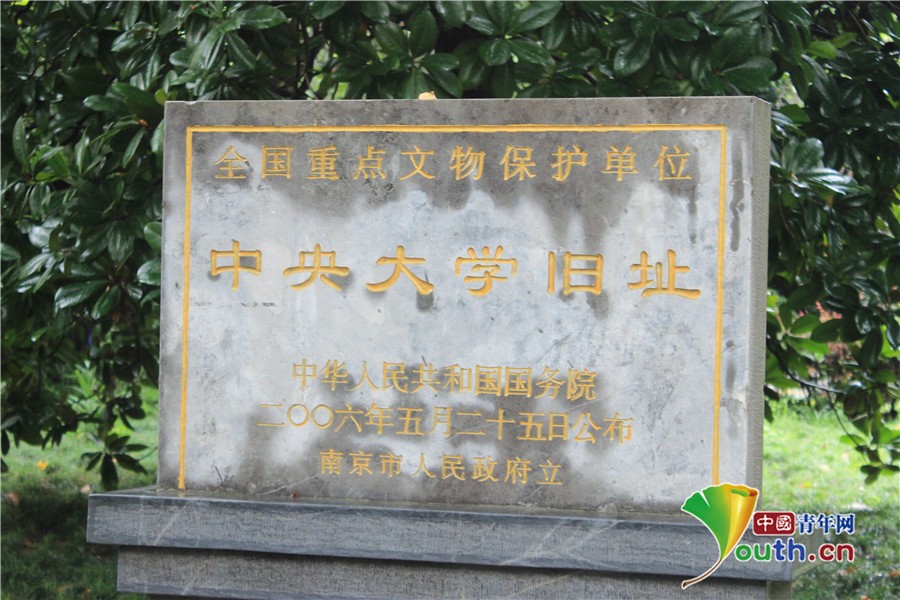 全国重点文物保护单位
中央大学旧址
中华人民共和国国务院
二〇〇六年五月二十五日公布
南京市人民政府立
中國青年网
Youth.cn